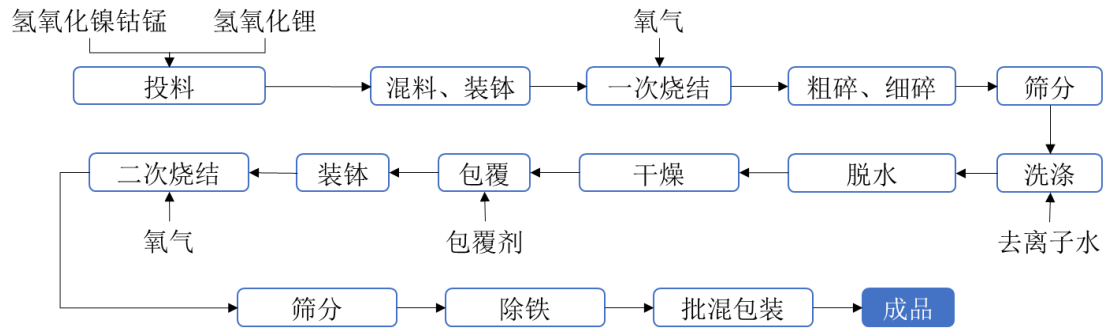 氢氧化镍钴锰
氢氧化锂
氧气
投料
混料、装钵
一次烧结
粗碎、细碎
筛分
二次烧结
装钵
包覆
干燥
脱水
洗涤
氧气
包覆剂
去离子水
筛分
除铁
批混包装
成品